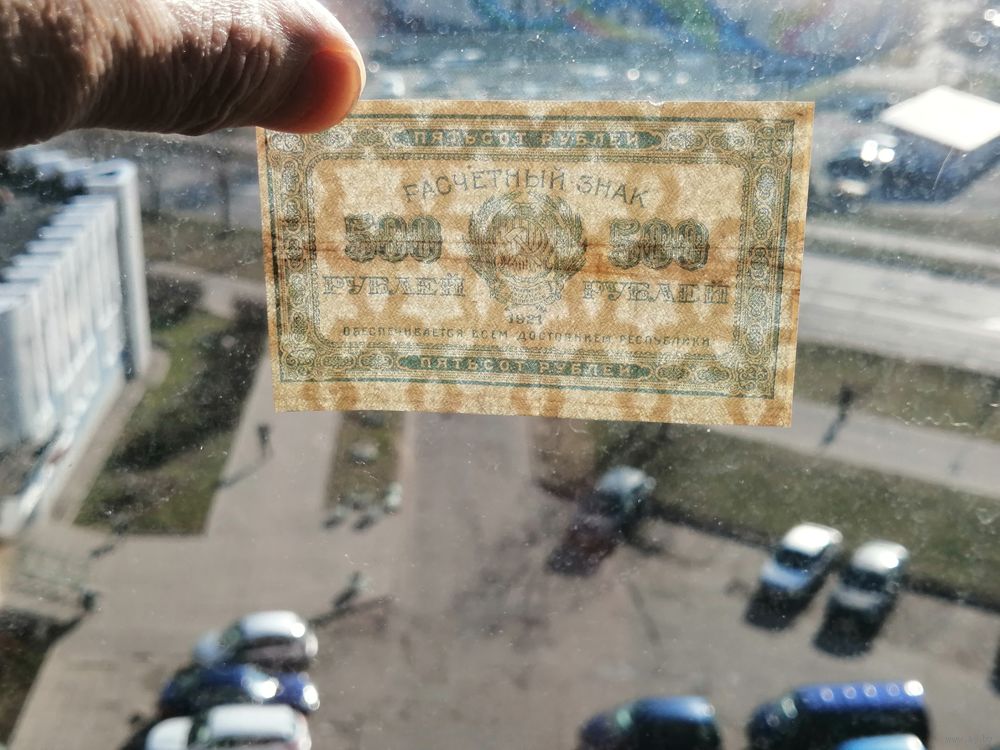 ПЯТЬСОТ РУБЛЕЙ
РАСЧЕТНЫЙ ЗНАК
500 500
РУБЛЕЙ РУБЛЕЙ
1921
ОБЕСПЕЧИВАЕТСЯ ВСЕМ ДОСТОЯНИЕМ РЕСПУБЛИКИ
ПЯТЬСОТ РУБЛЕЙ